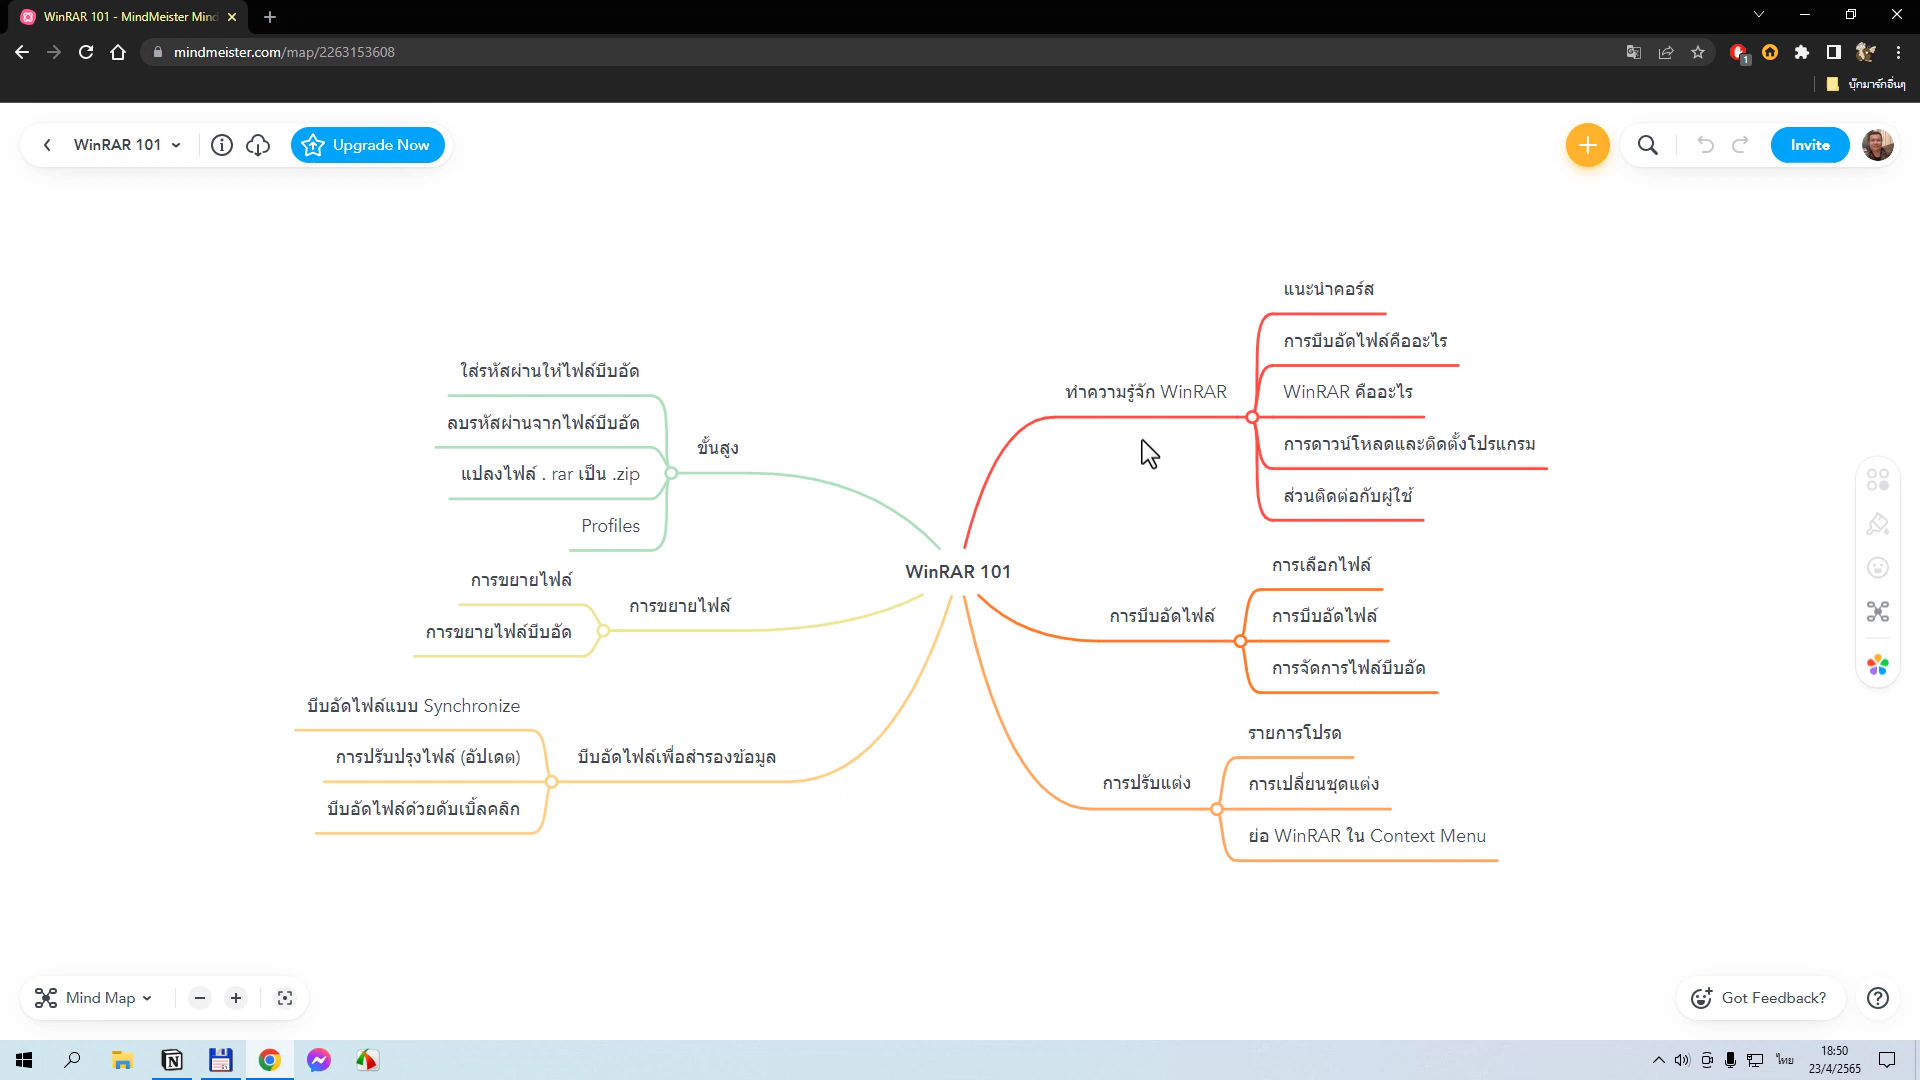 WinRAR 101 - MindMeister Mind
mindmeister.com/map/2263153608
1
บุ๊กมาร์กอื่นๆ
WinRAR 101
Upgrade Now
Invite
แนะนำคอร์ส
การบีบอัดไฟล์คืออะไร
ทำความรู้จัก WinRAR
WinRAR คืออะไร
การดาวน์โหลดและติดตั้งโปรแกรม
ส่วนติดต่อกับผู้ใช้
ใส่รหัสผ่านให้ไฟล์บีบอัด
ลบรหัสผ่านจากไฟล์บีบอัด
ขั้นสูง
แปลงไฟล์ . rar เป็น .zip
Profiles
WinRAR 101
การขยายไฟล์
การขยายไฟล์
การขยายไฟล์บีบอัด
การเลือกไฟล์
การบีบอัดไฟล์
การบีบอัดไฟล์
การจัดการไฟล์บีบอัด
บีบอัดไฟล์แบบ Synchronize
การปรับปรุงไฟล์ (อัปเดต)
บีบอัดไฟล์เพื่อสำรองข้อมูล
บีบอัดไฟล์ด้วยดับเบิ้ลคลิก
รายการโปรด
การปรับแต่ง
การเปลี่ยนชุดแต่ง
ย่อ WinRAR ใน Context Menu
Mind Map
Got Feedback?
ไทย
18:50
23/4/2565